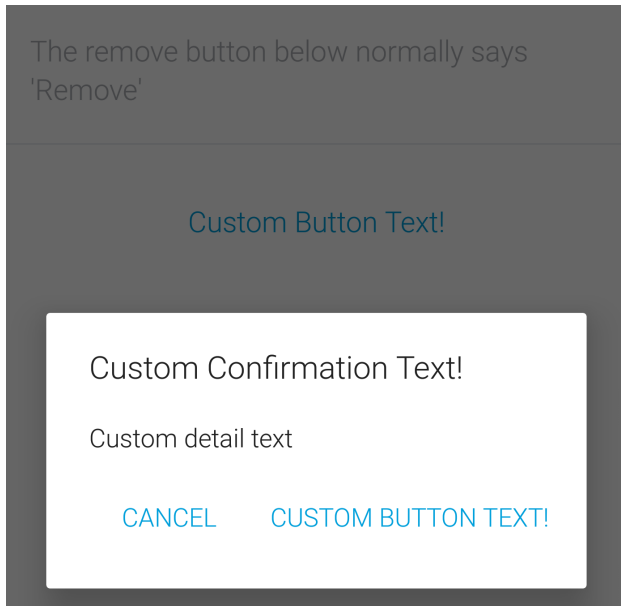 The remove button below normally says
'Remove'
Custom Button Text!
Custom Confirmation Text!
Custom detail text
CANCEL CUSTOM BUTTON TEXT!